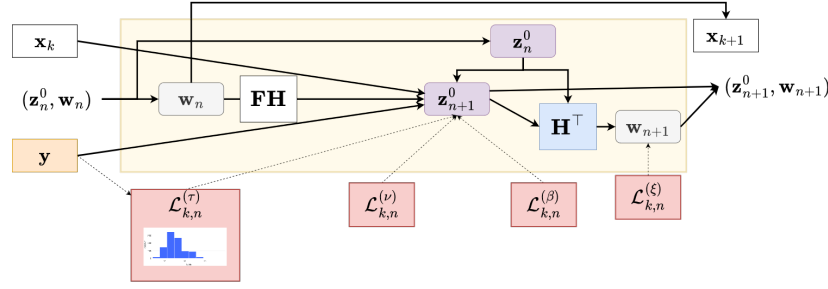 x_k
z_n^0
x_{k+1}
(z_n^0, w_n)
w_n
FH
z_{n+1}^0
H^⊤
w_{n+1}
(z_{n+1}^0, w_{n+1})
y
L_{k,n}^{(τ)}
L_{k,n}^{(ν)}
L_{k,n}^{(β)}
L_{k,n}^{(ξ)}